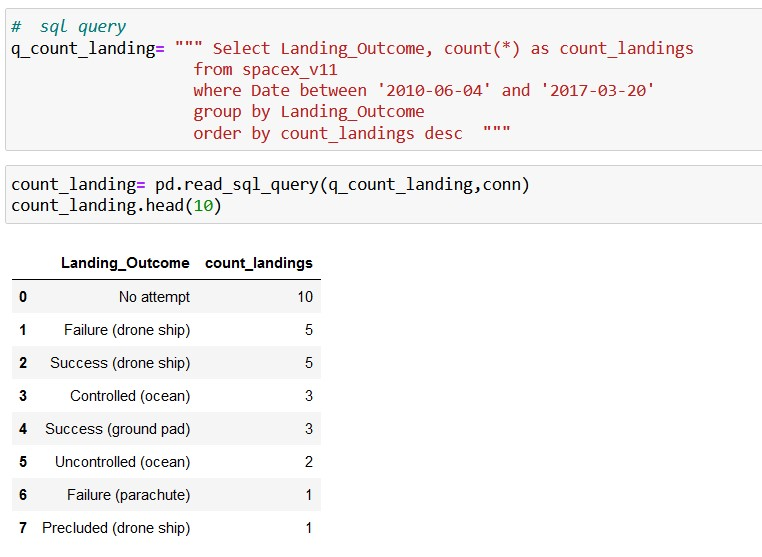 #  sql query
q_count_landing= """ Select Landing_Outcome, count(*) as count_landings
from spacex_v11
where Date between '2010-06-04' and '2017-03-20'
group by Landing_Outcome
order by count_landings desc  """
count_landing= pd.read_sql_query(q_count_landing,conn)
count_landing.head(10)
Landing_Outcome count_landings
0 No attempt 10
1 Failure (drone ship) 5
2 Success (drone ship) 5
3 Controlled (ocean) 3
4 Success (ground pad) 3
5 Uncontrolled (ocean) 2
6 Failure (parachute) 1
7 Precluded (drone ship) 1